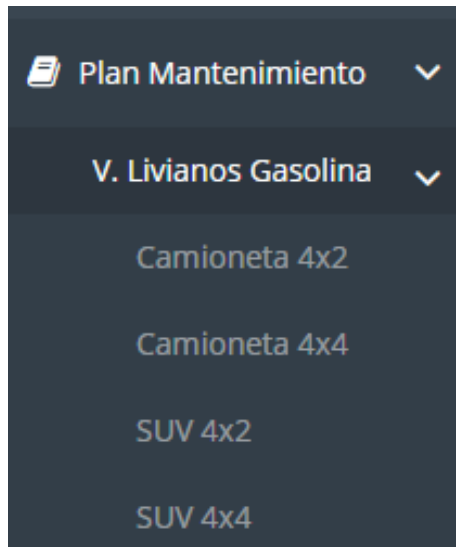 Plan Mantenimiento
V. Livianos Gasolina
Camioneta 4x2
Camioneta 4x4
SUV 4x2
SUV 4x4